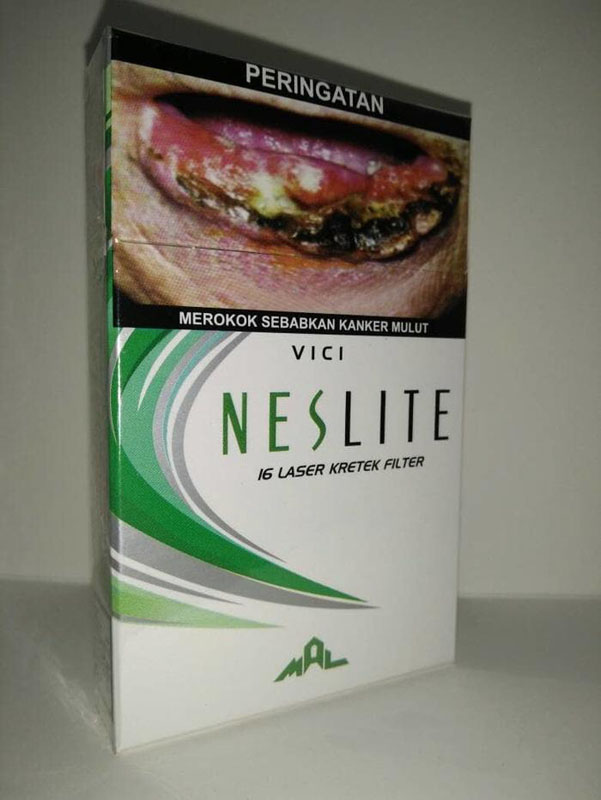 PERINGATAN
MEROKOK SEBABKAN KANKER MULUT
VICI
NESLITE
16 LASER KRETEK FILTER
MAL